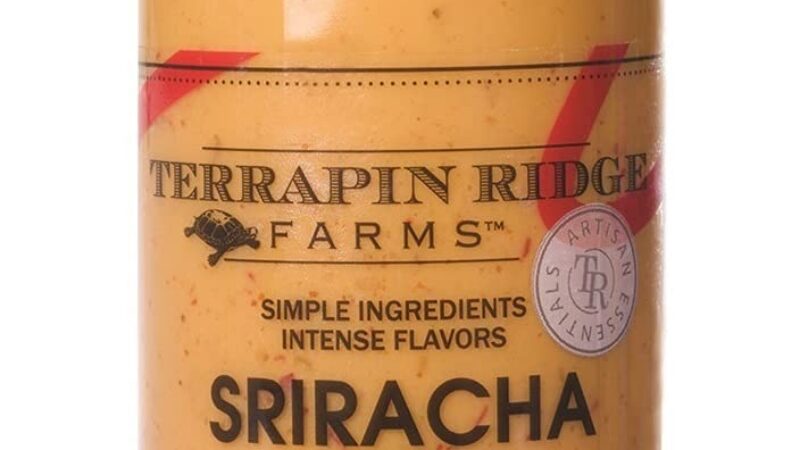 TERRAPIN RIDGE
FARMS™
SIMPLE INGREDIENTS
INTENSE FLAVORS
SRIRACHA
ARTISAN
TR
ESSENTIALS